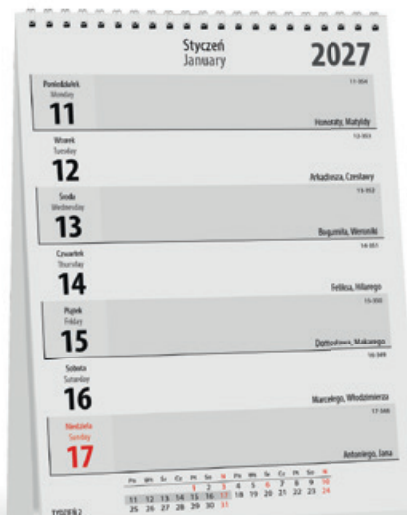 Styczeń
January
2027
Poniedziałek
Monday
11
11-354
Honoraty, Matyldy
Wtorek
Tuesday
12
12-353
Arkadiusza, Czesławy
Środa
Wednesday
13
13-352
Bogumiła, Weroniki
Czwartek
Thursday
14
14-351
Feliksa, Hilarego
Piątek
Friday
15
15-350
Domosława, Makarego
Sobota
Saturday
16
16-349
Marcelego, Włodzimierza
Niedziela
Sunday
17
17-348
Antoniego, Jana
Pn Wt Śr Cz Pt So N Pn Wt Śr Cz Pt So N
1 2 3 4 5 6 7 8 9 10
11 12 13 14 15 16 17 18 19 20 21 22 23 24
25 26 27 28 29 30 31
TYDZIEŃ 2